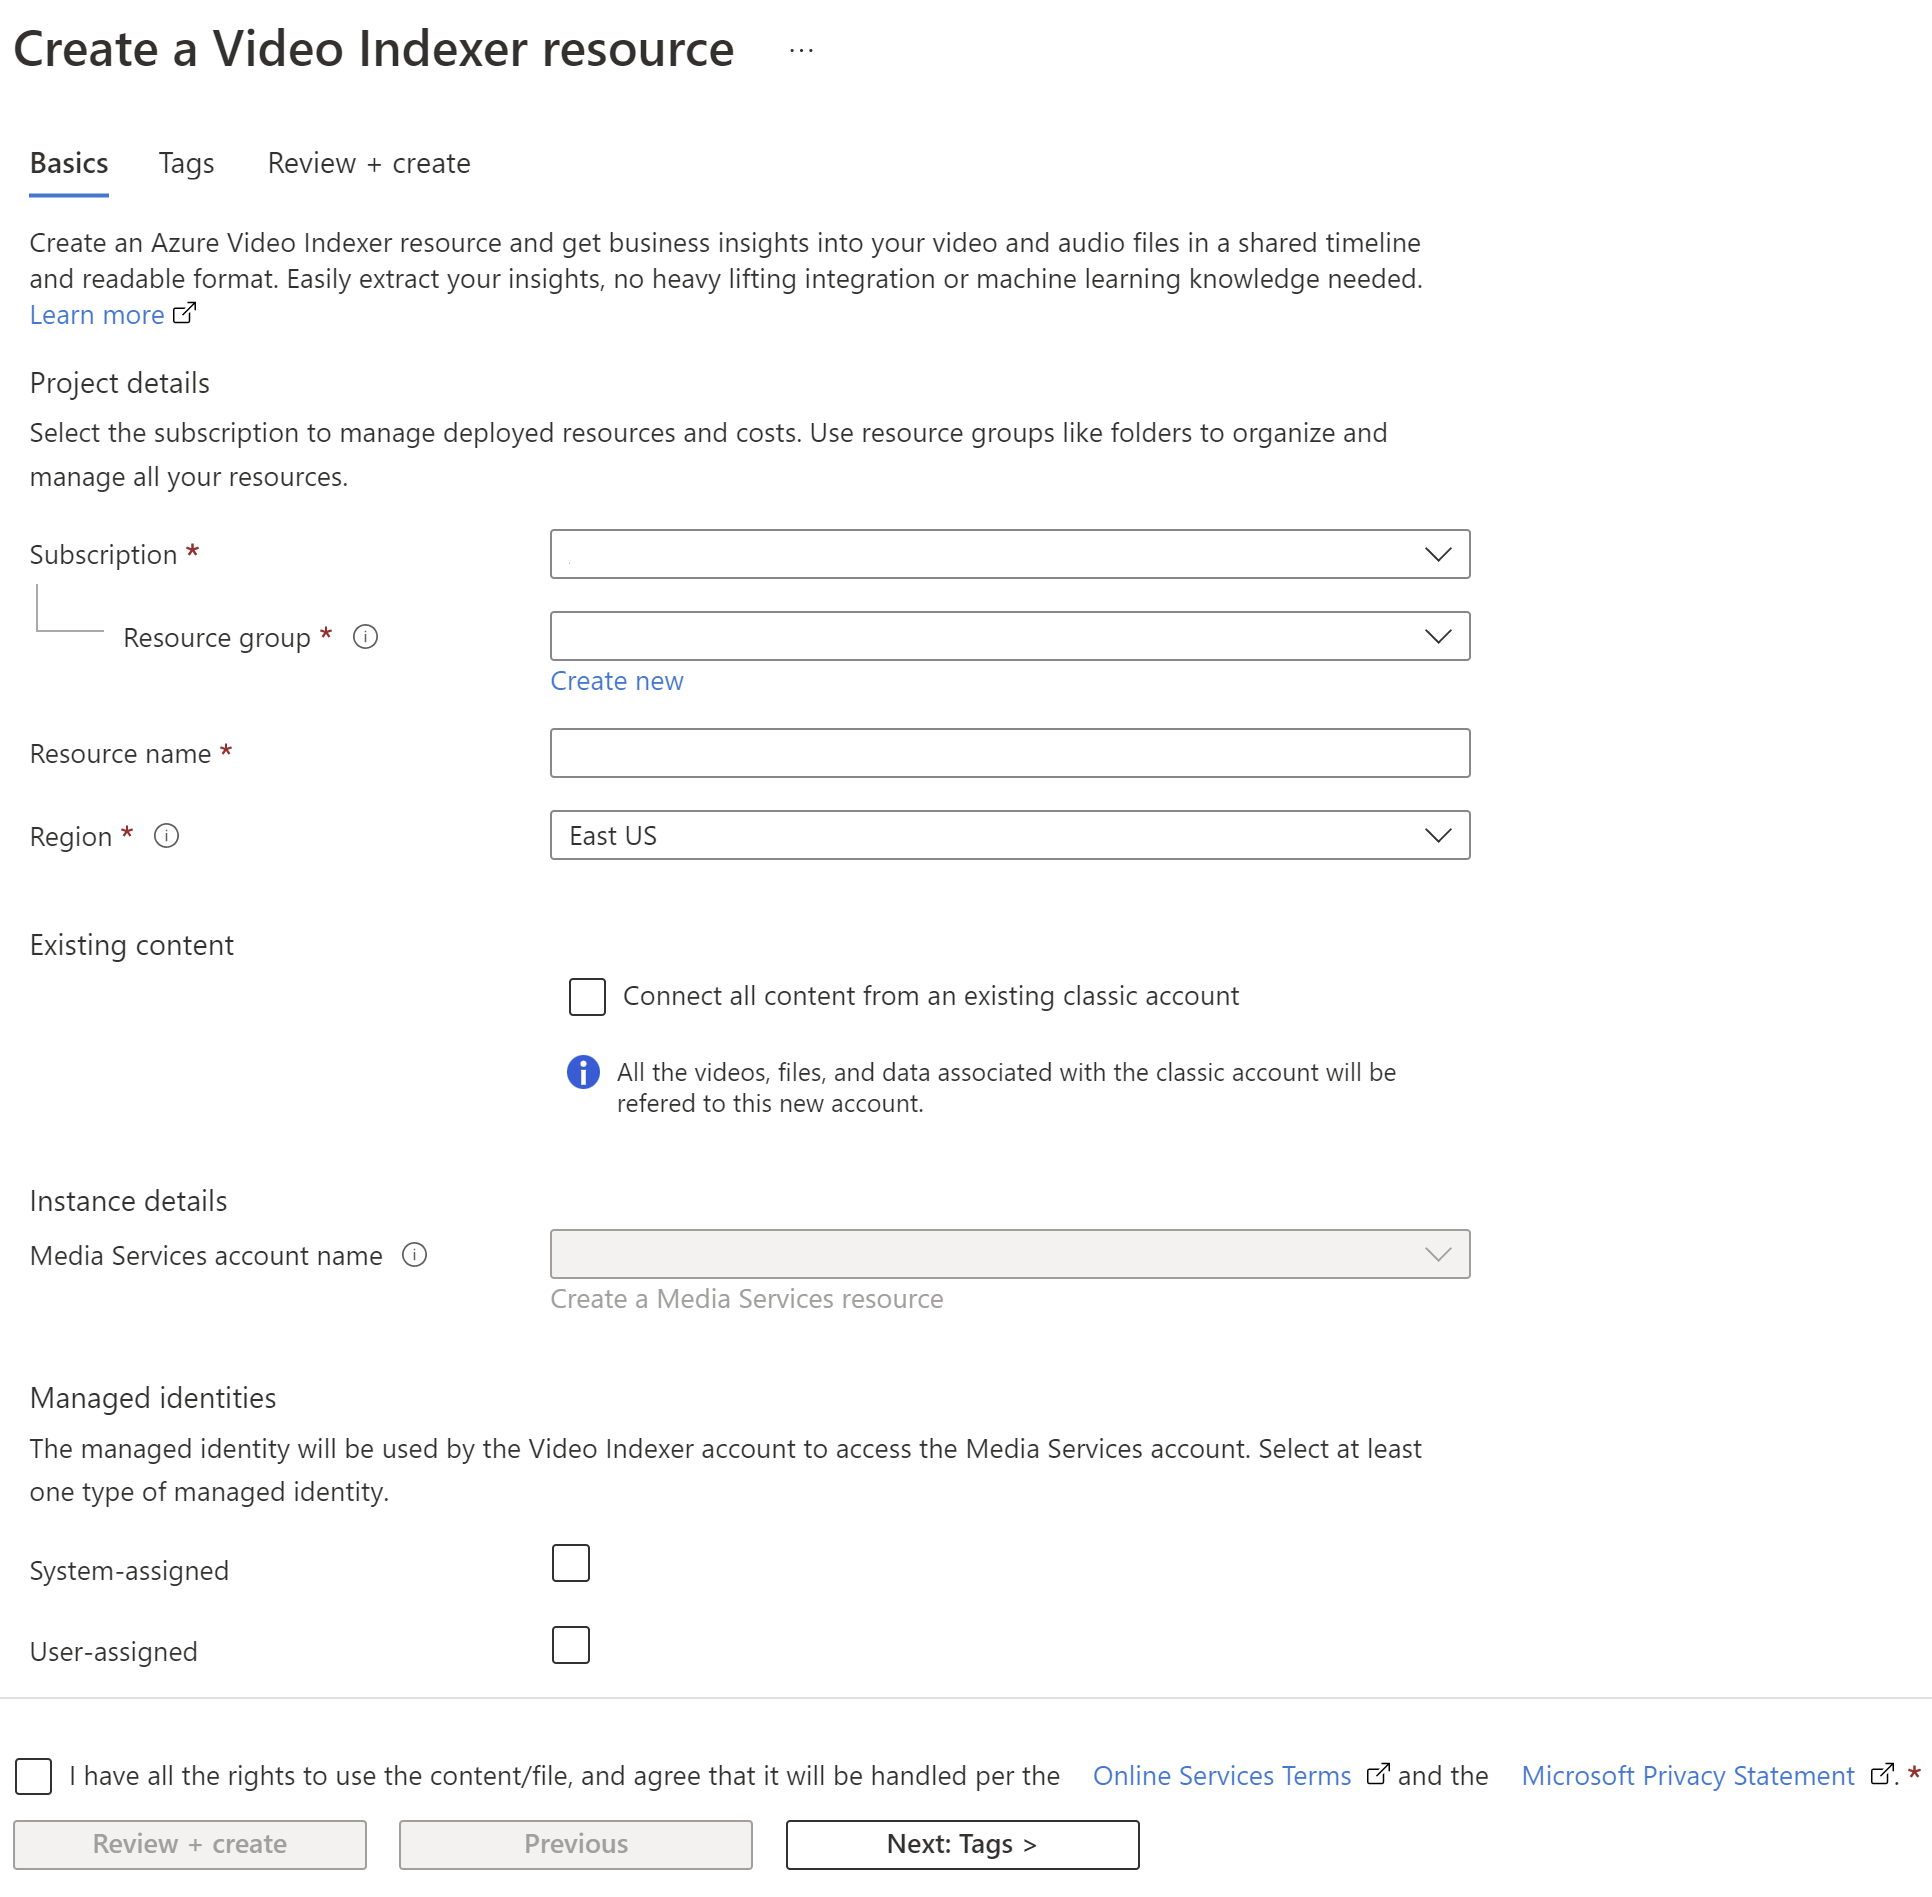 Create a Video Indexer resource ...
Basics Tags Review + create
Create an Azure Video Indexer resource and get business insights into your video and audio files in a shared timeline
and readable format. Easily extract your insights, no heavy lifting integration or machine learning knowledge needed.
Learn more
Project details
Select the subscription to manage deployed resources and costs. Use resource groups like folders to organize and
manage all your resources.
Subscription *
Resource group *
Create new
Resource name *
Region * East US
Existing content
Connect all content from an existing classic account
All the videos, files, and data associated with the classic account will be
refered to this new account.
Instance details
Media Services account name
Create a Media Services resource
Managed identities
The managed identity will be used by the Video Indexer account to access the Media Services account. Select at least
one type of managed identity.
System-assigned
User-assigned
I have all the rights to use the content/file, and agree that it will be handled per the Online Services Terms and the Microsoft Privacy Statement . *
Review + create Previous Next: Tags >